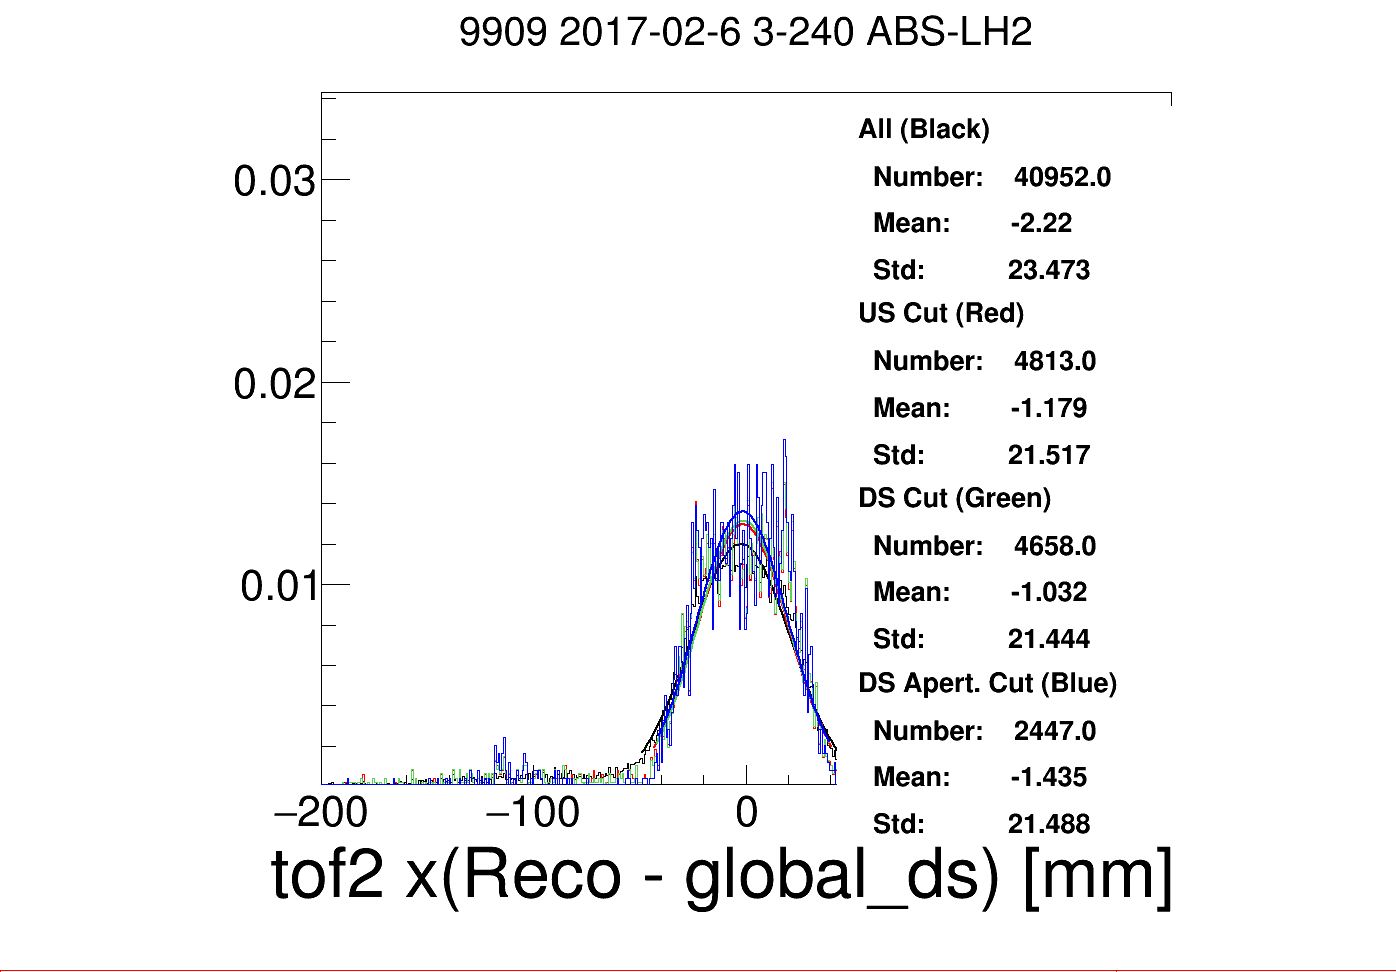 9909 2017-02-6 3-240 ABS-LH2
All (Black)
Number: 40952.0
Mean: -2.22
Std: 23.473
US Cut (Red)
Number: 4813.0
Mean: -1.179
Std: 21.517
DS Cut (Green)
Number: 4658.0
Mean: -1.032
Std: 21.444
DS Apert. Cut (Blue)
Number: 2447.0
Mean: -1.435
Std: 21.488
0.03
0.02
0.01
−200 −100 0
tof2 x(Reco - global_ds) [mm]